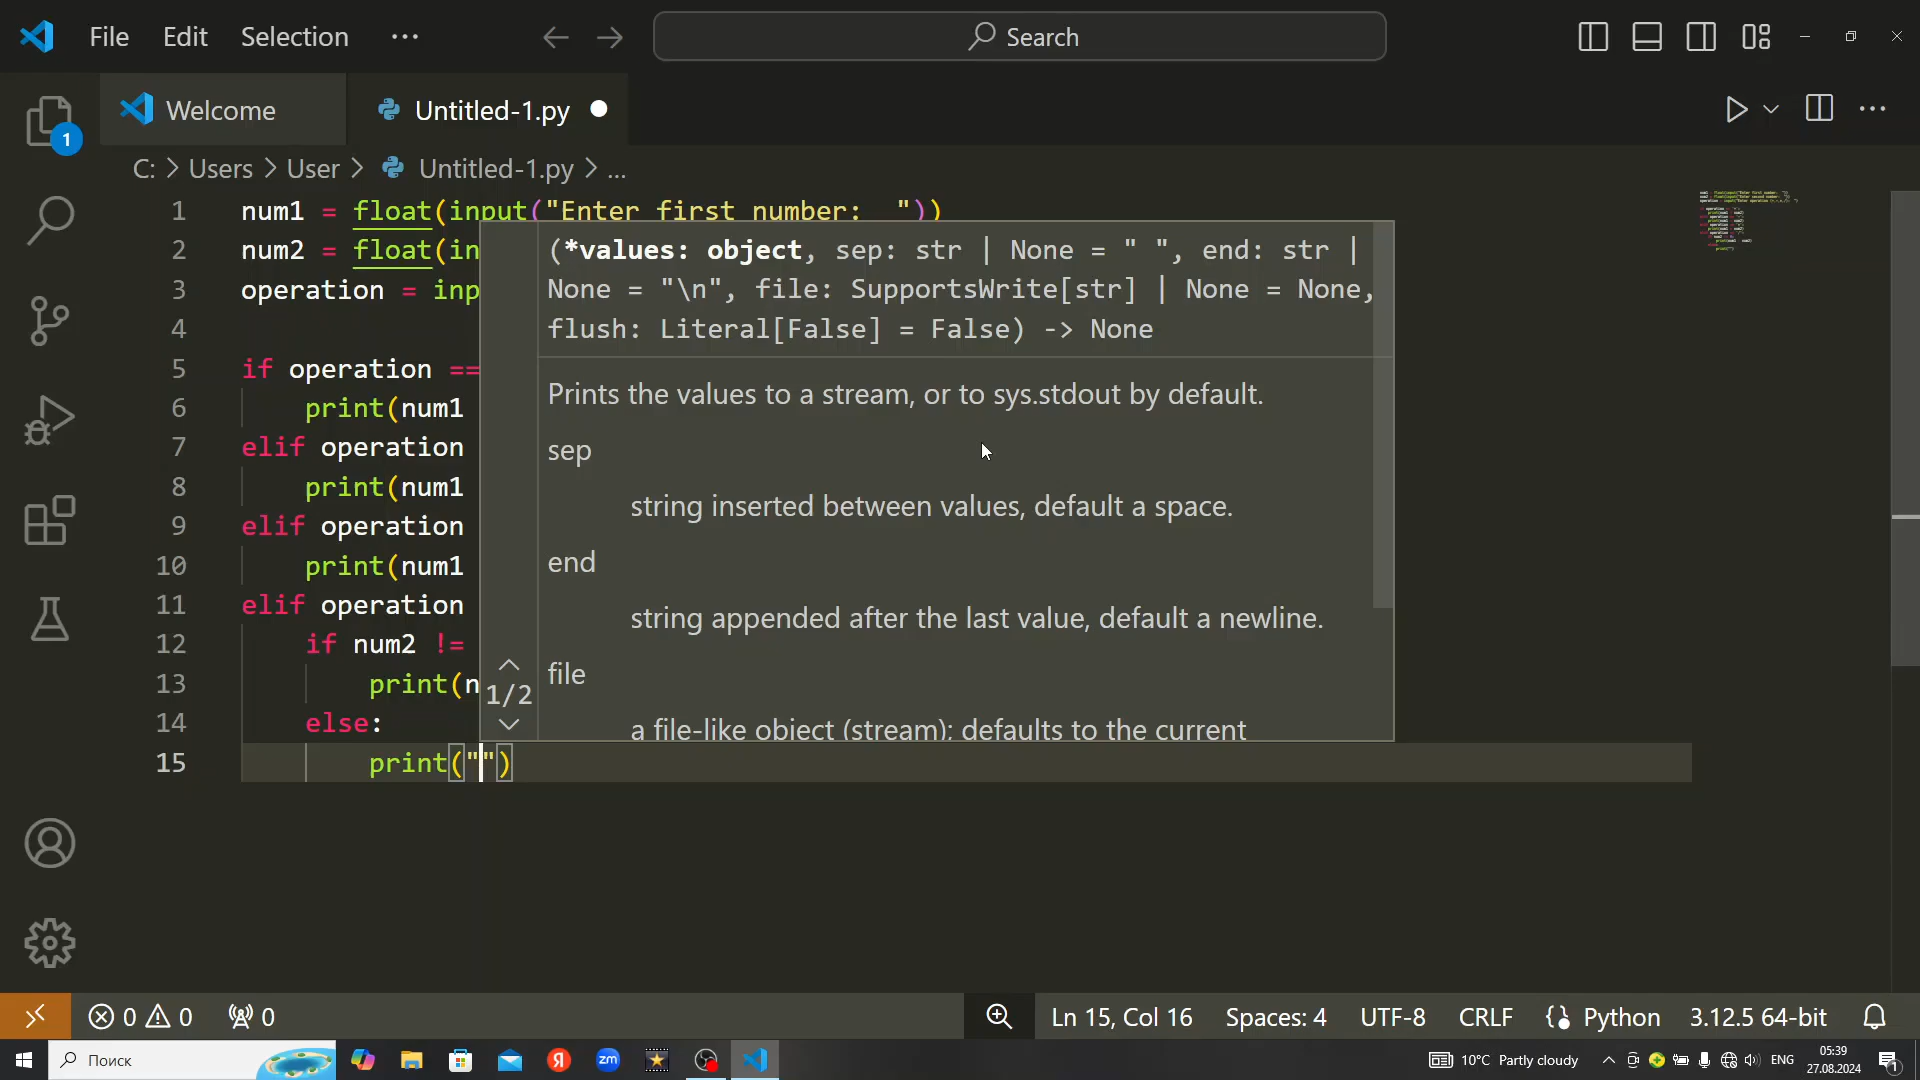 File Edit Selection ··· Search
Welcome Untitled-1.py
C: > Users > User > Untitled-1.py > ...
1 num1 = float(input("Enter first number:  "))
2 num2 = float(in
3 operation = inp
4
5 if operation ==
6 print(num1
7 elif operation
8 print(num1
9 elif operation
10 print(num1
11 elif operation
12 if num2 !=
13 print(n
14 else:
15 print("")
(*values: object, sep: str | None = " ", end: str |
None = "\n", file: SupportsWrite[str] | None = None,
flush: Literal[False] = False) -> None
Prints the values to a stream, or to sys.stdout by default.
sep
string inserted between values, default a space.
end
string appended after the last value, default a newline.
file
a file-like object (stream); defaults to the current
1/2
1
0 0 0 Ln 15, Col 16 Spaces: 4 UTF-8 CRLF Python 3.12.5 64-bit
Поиск Я zm 10°C Partly cloudy ENG 05:39
27.08.2024 1